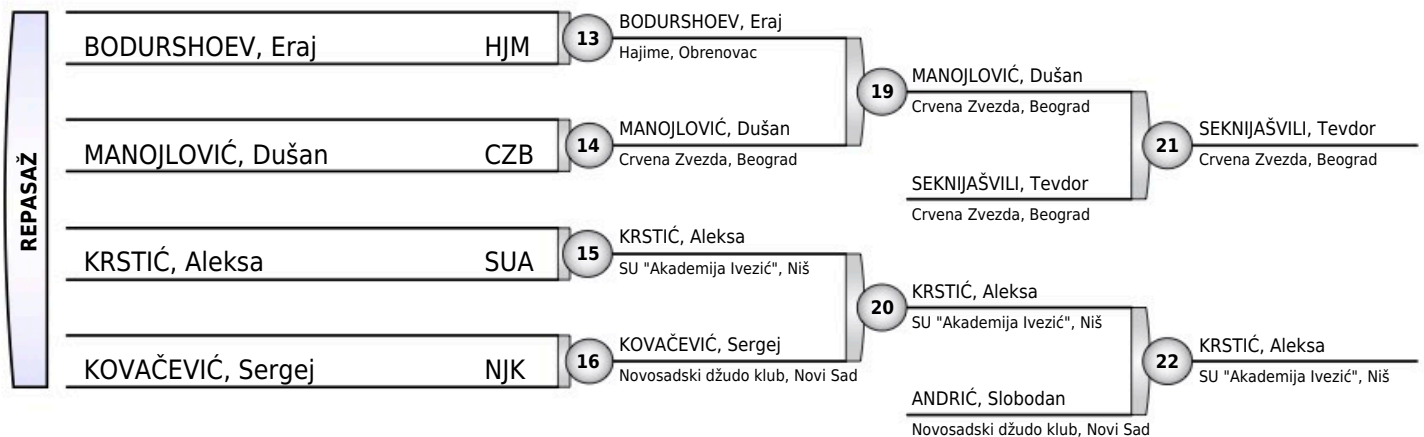 REPASAŽ
BODURSHOEV, Eraj HJM
MANOJLOVIĆ, Dušan CZB
KRSTIĆ, Aleksa SUA
KOVAČEVIĆ, Sergej NJK
13
BODURSHOEV, Eraj
Hajime, Obrenovac
14
MANOJLOVIĆ, Dušan
Crvena Zvezda, Beograd
15
KRSTIĆ, Aleksa
SU "Akademija Ivezić", Niš
16
KOVAČEVIĆ, Sergej
Novosadski džudo klub, Novi Sad
19
MANOJLOVIĆ, Dušan
Crvena Zvezda, Beograd
SEKNIJAŠVILI, Tevdor
Crvena Zvezda, Beograd
20
KRSTIĆ, Aleksa
SU "Akademija Ivezić", Niš
ANDRIĆ, Slobodan
Novosadski džudo klub, Novi Sad
21
SEKNIJAŠVILI, Tevdor
Crvena Zvezda, Beograd
22
KRSTIĆ, Aleksa
SU "Akademija Ivezić", Niš